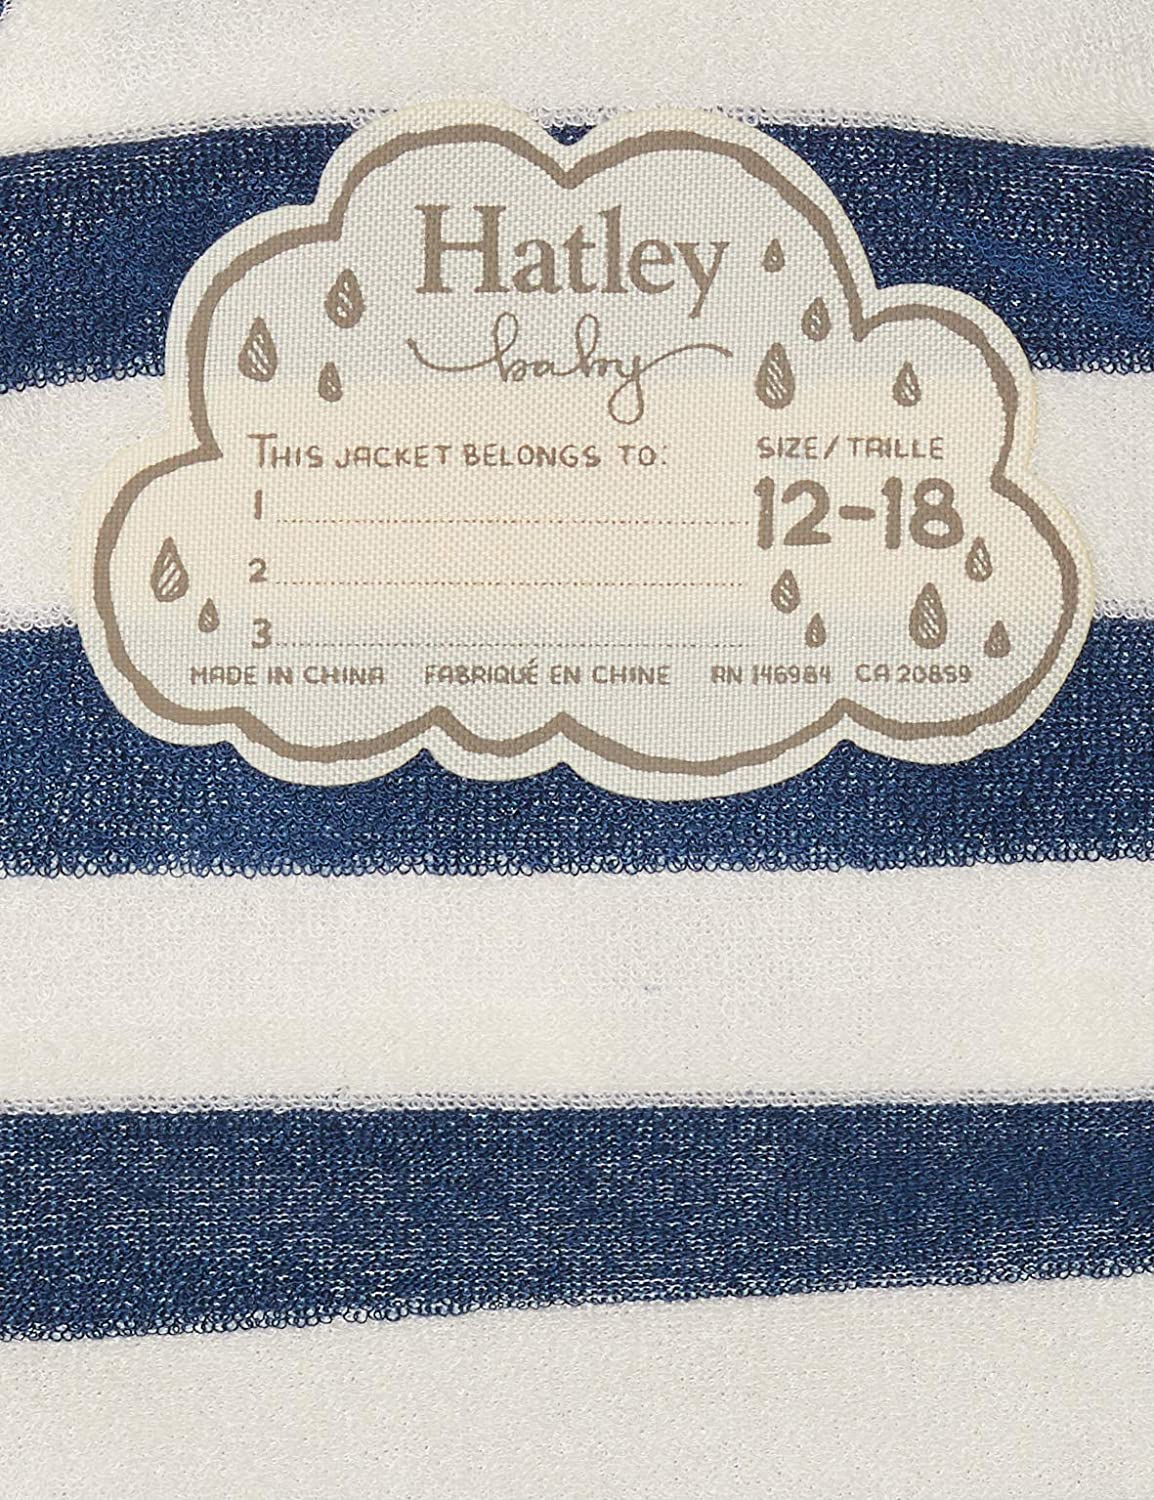 Hatley
baby
THIS JACKET BELONGS TO:
SIZE/TAILLE
12-18
1
2
3
MADE IN CHINA FABRIQUÉ EN CHINE RN 146984 CA 20859